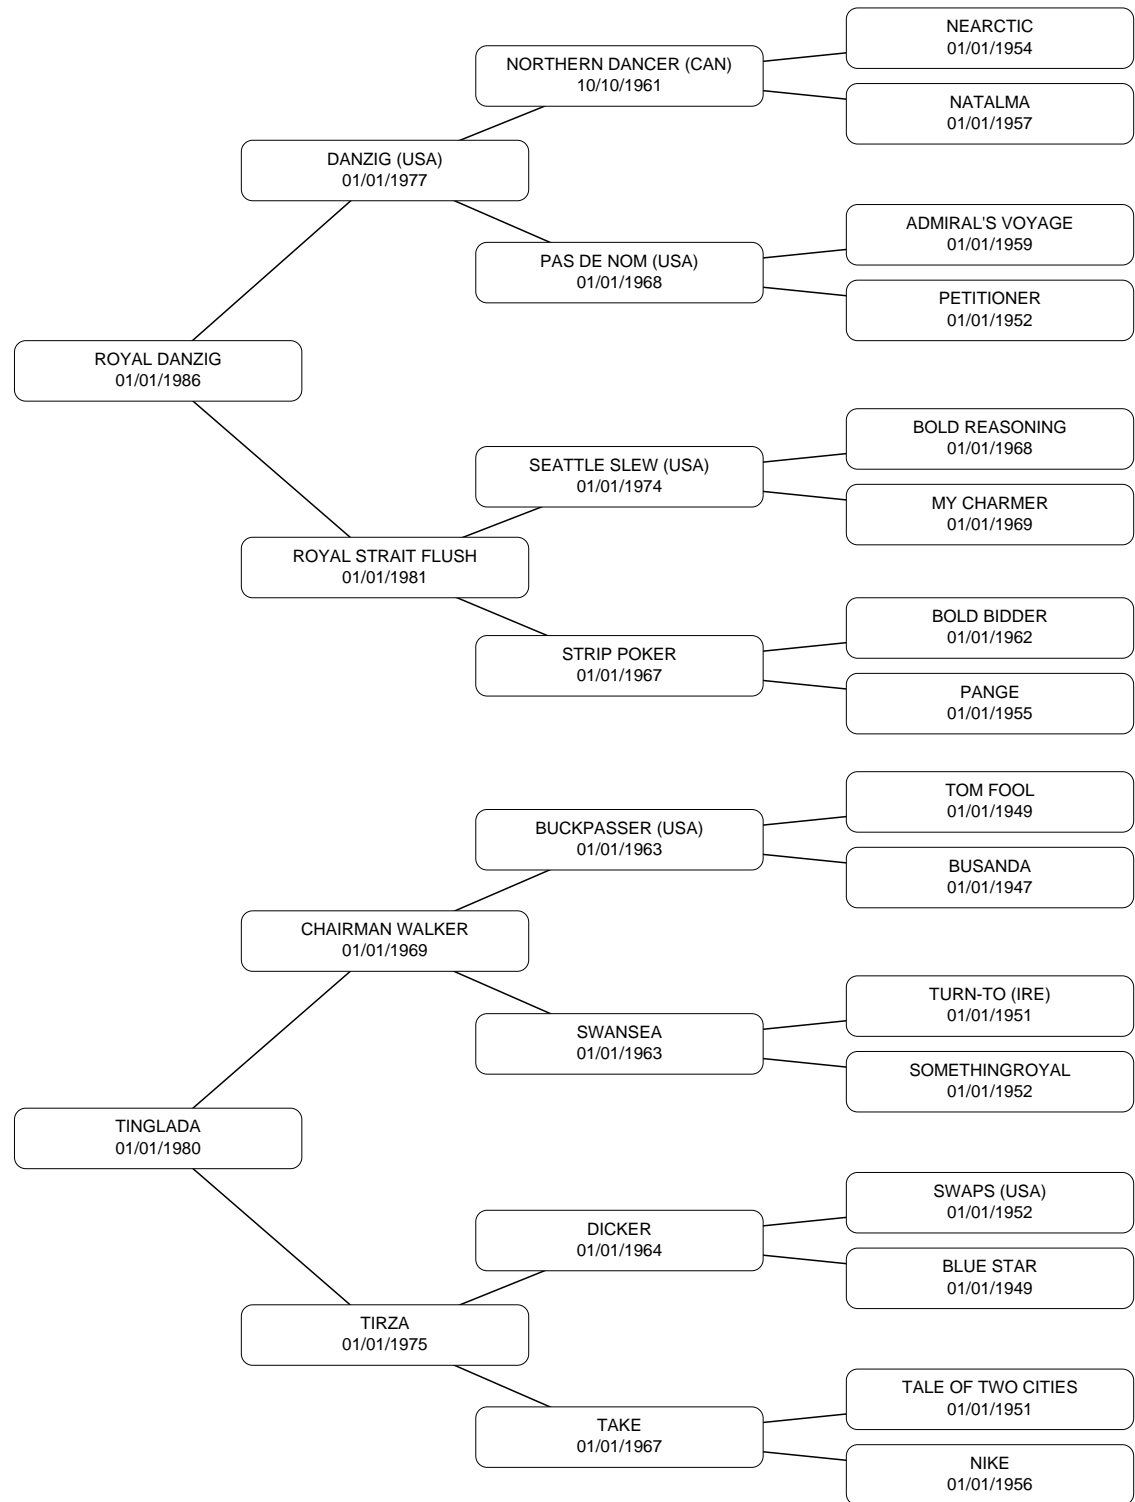 NEARCTIC
01/01/1954
NORTHERN DANCER (CAN)
10/10/1961
NATALMA
01/01/1957
DANZIG (USA)
01/01/1977
ADMIRAL'S VOYAGE
01/01/1959
PAS DE NOM (USA)
01/01/1968
PETITIONER
01/01/1952
ROYAL DANZIG
01/01/1986
BOLD REASONING
01/01/1968
SEATTLE SLEW (USA)
01/01/1974
MY CHARMER
01/01/1969
ROYAL STRAIT FLUSH
01/01/1981
BOLD BIDDER
01/01/1962
STRIP POKER
01/01/1967
PANGE
01/01/1955
TOM FOOL
01/01/1949
BUCKPASSER (USA)
01/01/1963
BUSANDA
01/01/1947
CHAIRMAN WALKER
01/01/1969
TURN-TO (IRE)
01/01/1951
SWANSEA
01/01/1963
SOMETHINGROYAL
01/01/1952
TINGLADA
01/01/1980
SWAPS (USA)
01/01/1952
DICKER
01/01/1964
BLUE STAR
01/01/1949
TIRZA
01/01/1975
TALE OF TWO CITIES
01/01/1951
TAKE
01/01/1967
NIKE
01/01/1956